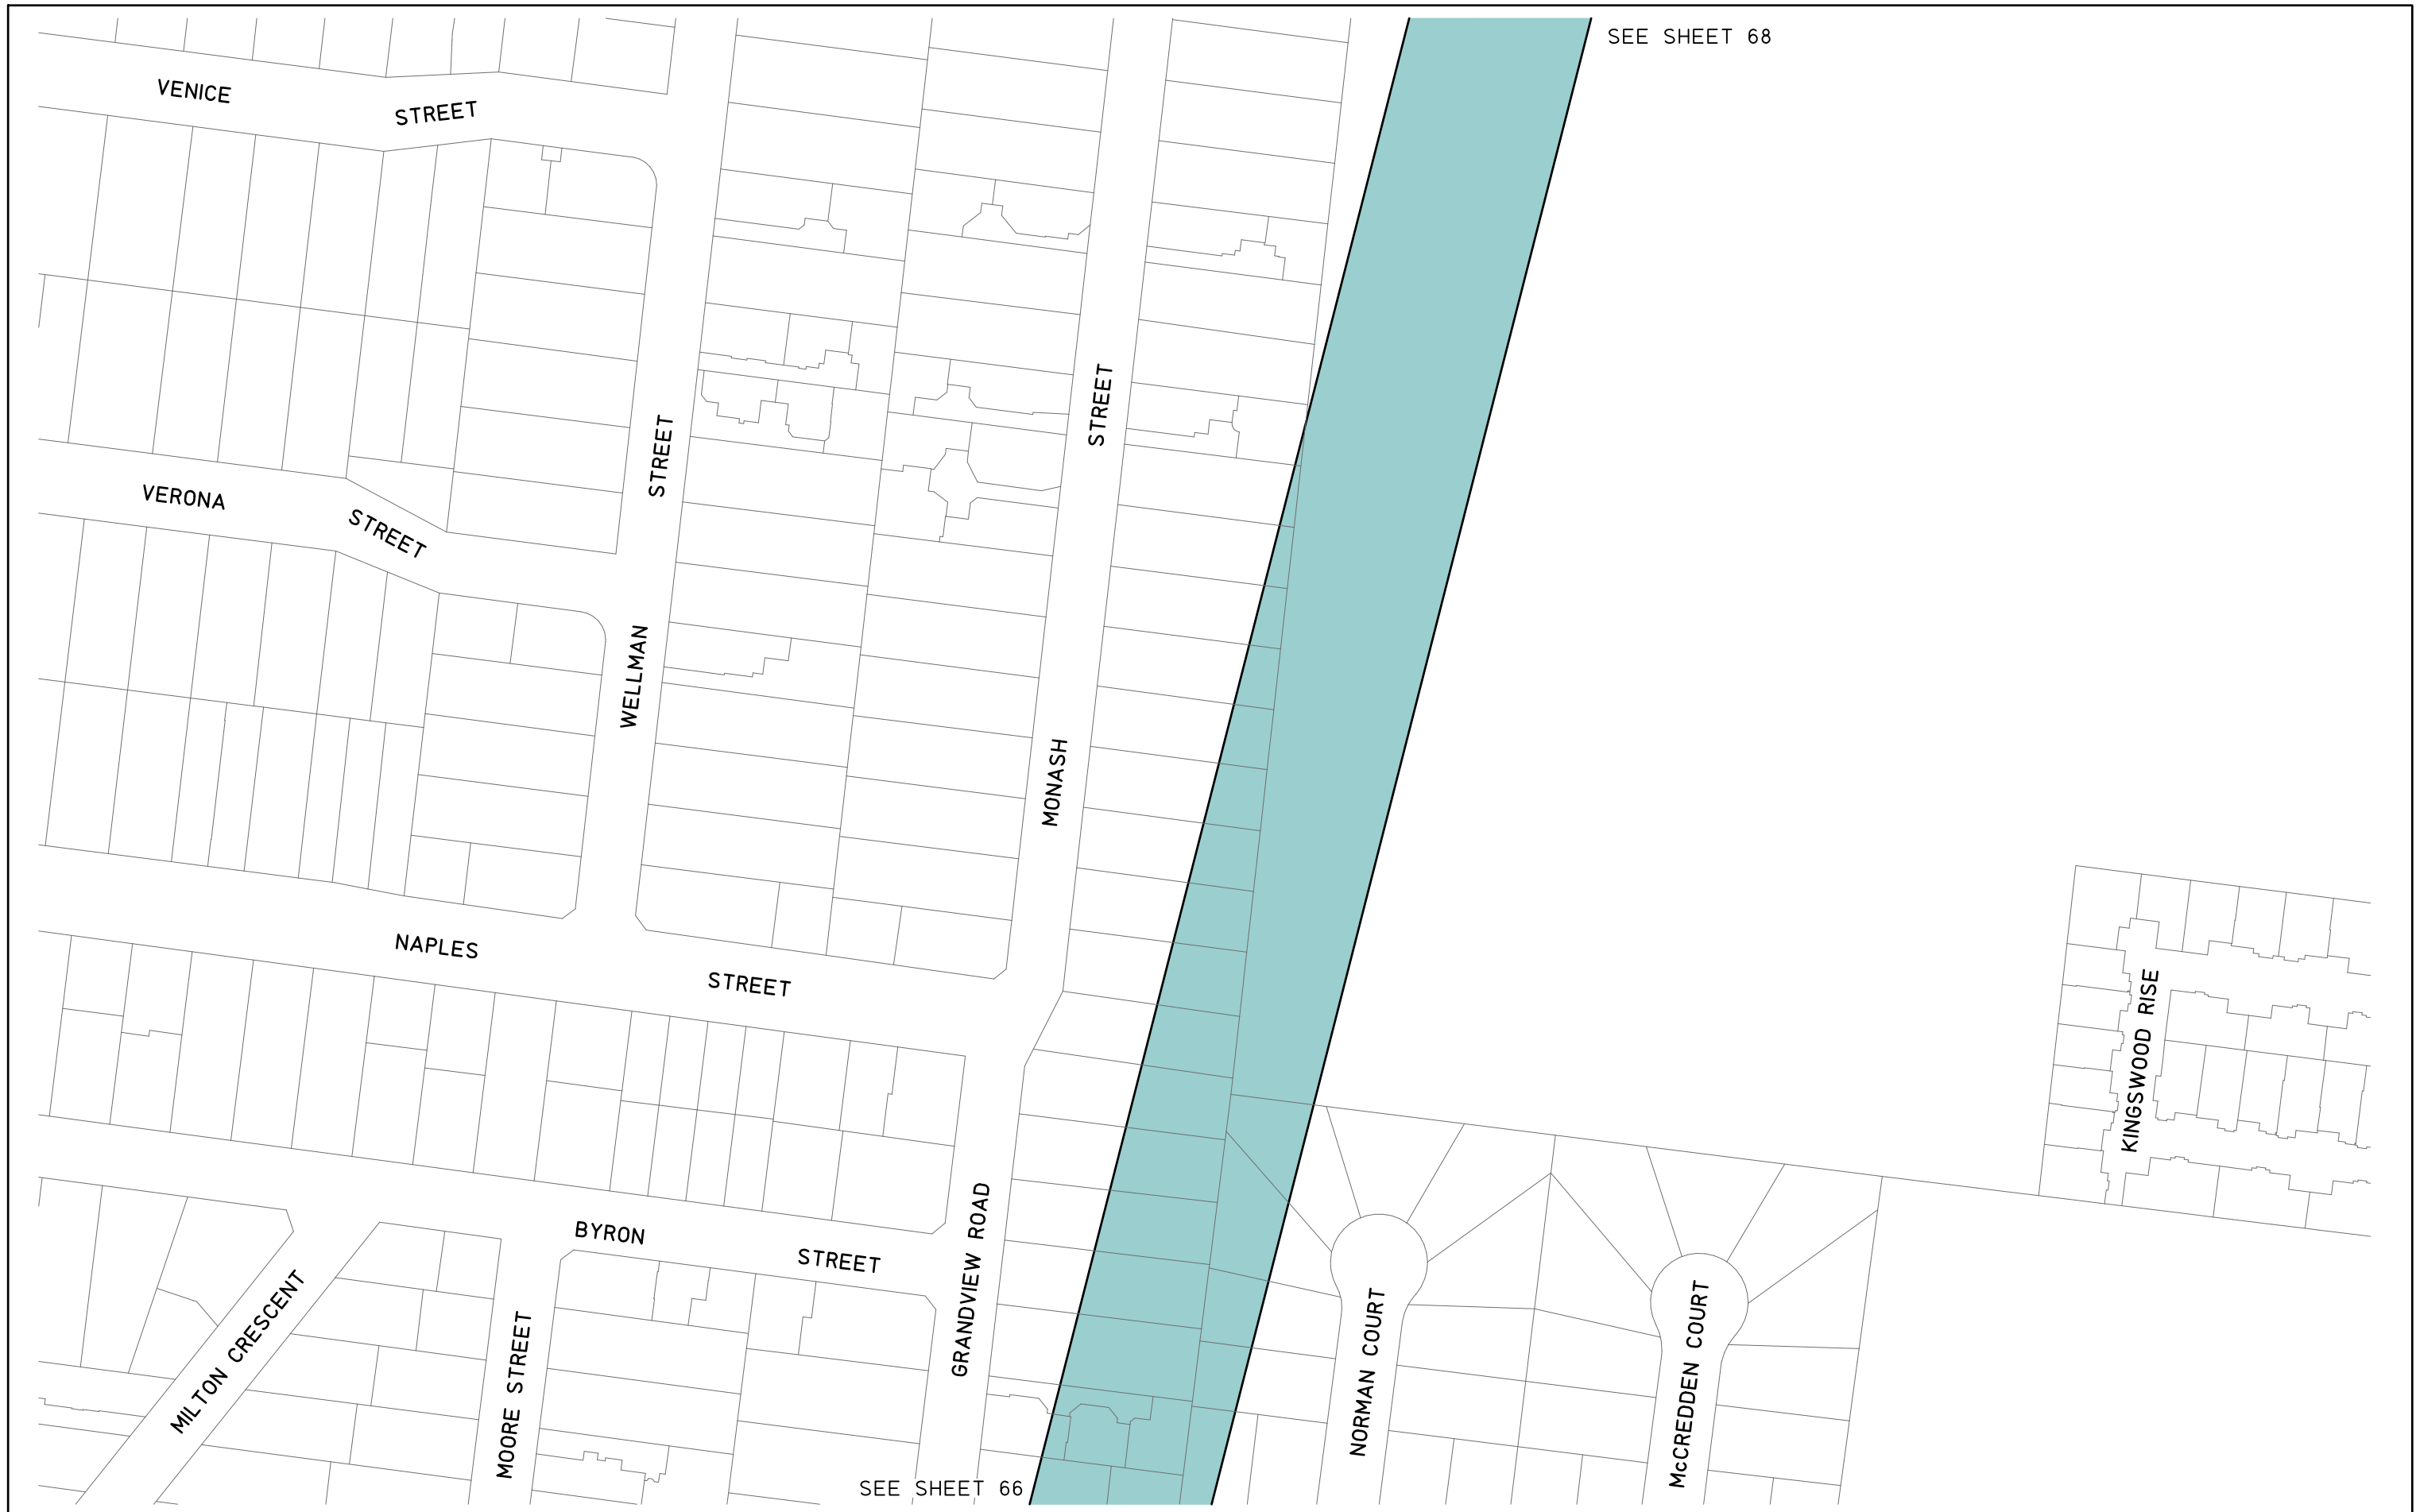 SEE SHEET 68
VENICE STREET
VERONA STREET
WELLMAN STREET
MONASH STREET
NAPLES STREET
KINGSWOOD RISE
BYRON STREET
GRANDVIEW ROAD
MILTON CRESCENT
MOORE STREET
NORMAN COURT
McCREDDEN COURT
SEE SHEET 66